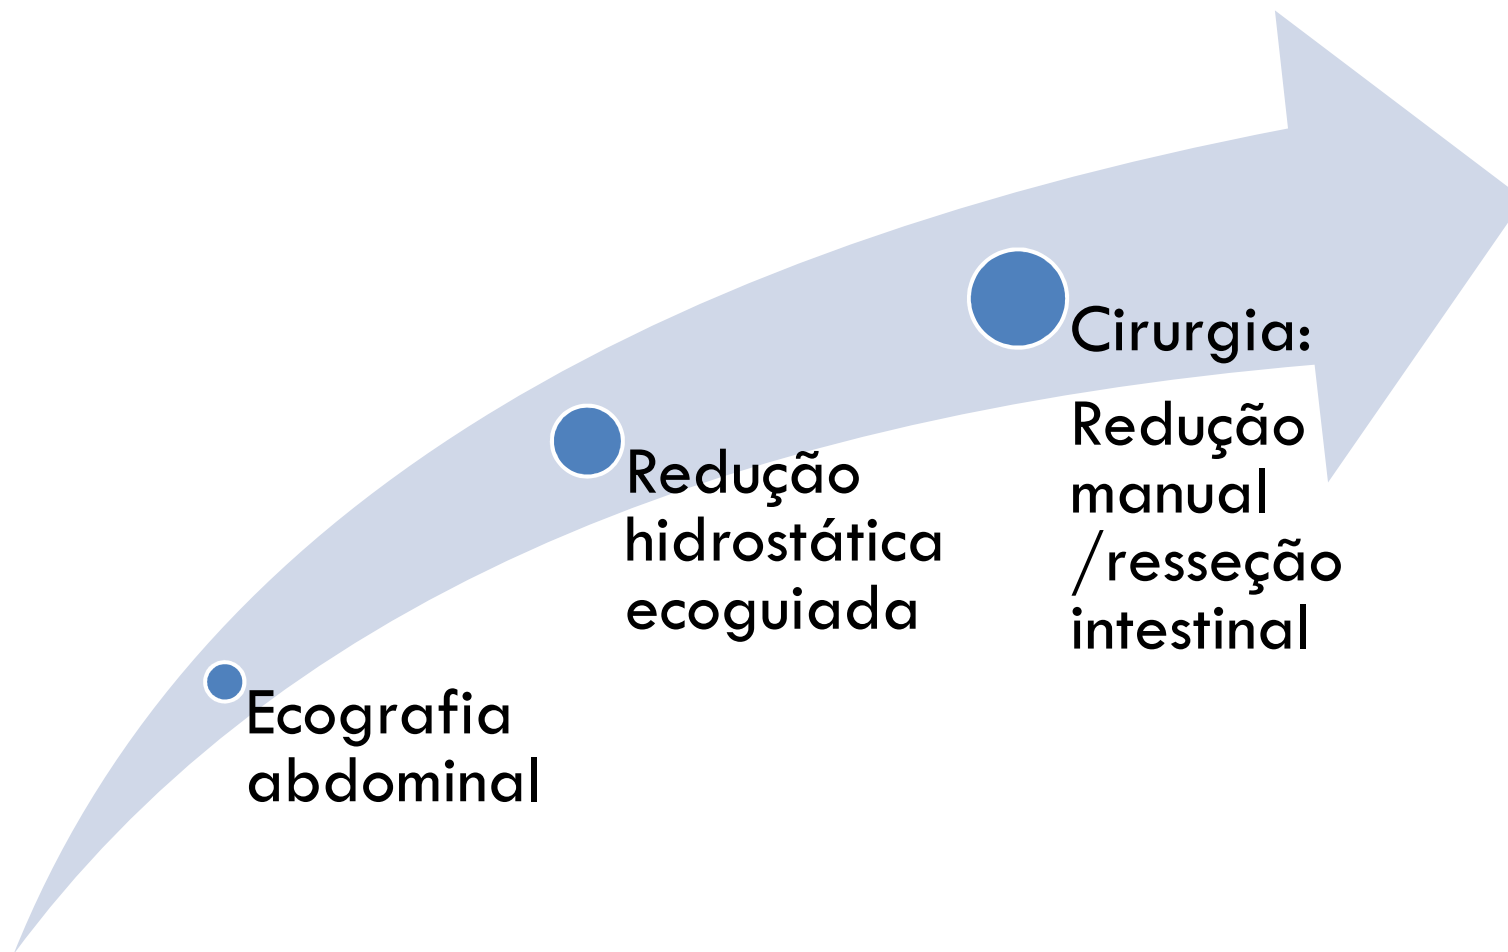 Ecografia
abdominal
Redução
hidrostática
ecoguiada
Cirurgia:
Redução
manual
/resseção
intestinal